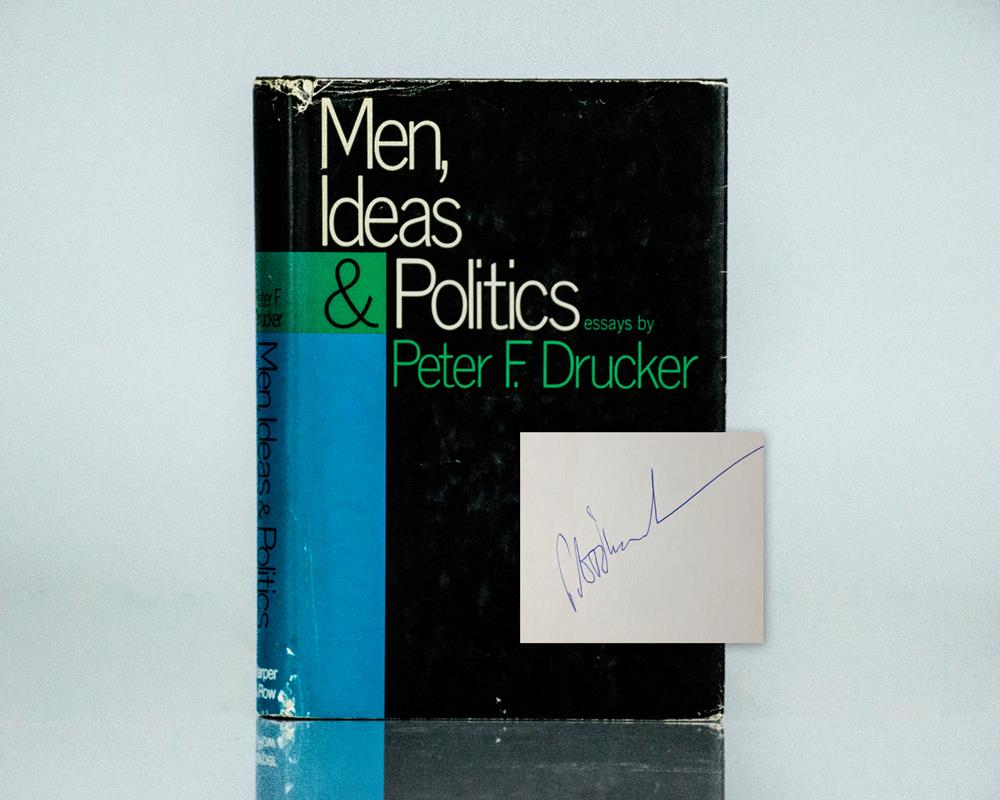 Men,
Ideas
& Politics
essays by
Peter F. Drucker
Peter F.
Drucker
Men, Ideas & Politics
Harper
& Row